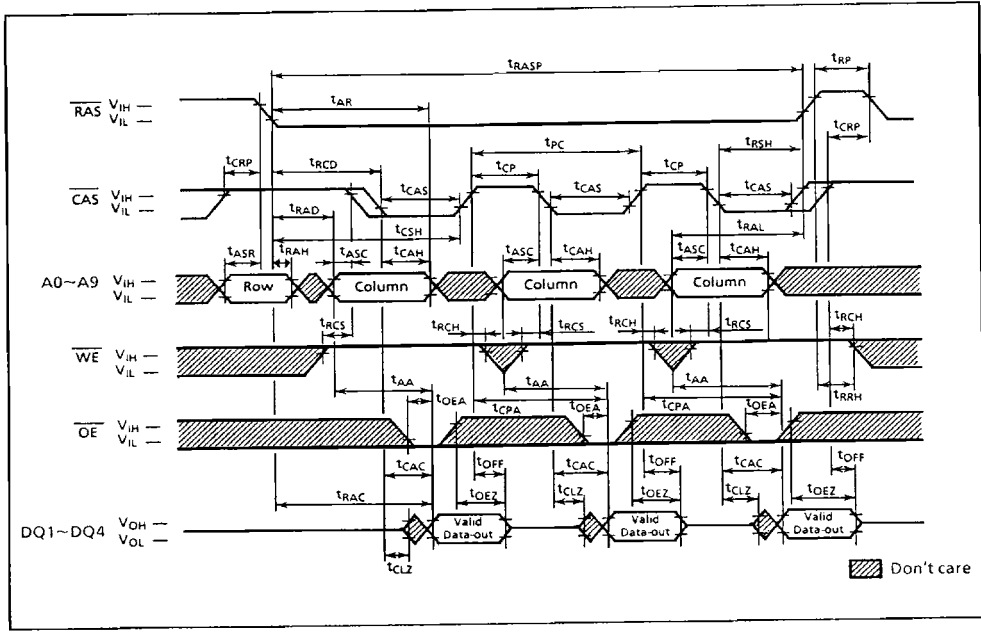 tRASP tRP
tAR
RAS VIH
VIL
tCRP
tPC tRSH
tCRP tRCD tCP tCP
CAS VIH
VIL
tCAS tCAS tCAS
tRAD tCSH tRAL
tASR tRAH tASC tCAH tASC tCAH tASC tCAH
A0~A9 VIH
VIL
Row Column Column Column
tRCS tRCH tRCS tRCH tRCS tRCH
WE VIH
VIL
tAA tAA tAA tRRH
tOEA tCPA tOEA tCPA tOEA
OE VIH
VIL
tCAC tOFF tCAC tOFF tCAC tOFF
tRAC tOEZ tCLZ tOEZ tCLZ tOEZ
DQ1~DQ4 VOH
VOL
Valid Data-out Valid Data-out Valid Data-out
tCLZ
Don't care